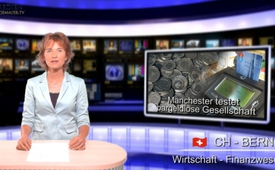 Manchester testet
bargeldlose Gesellschaft
CH - BERN
Wirtschaft - Finanzwes